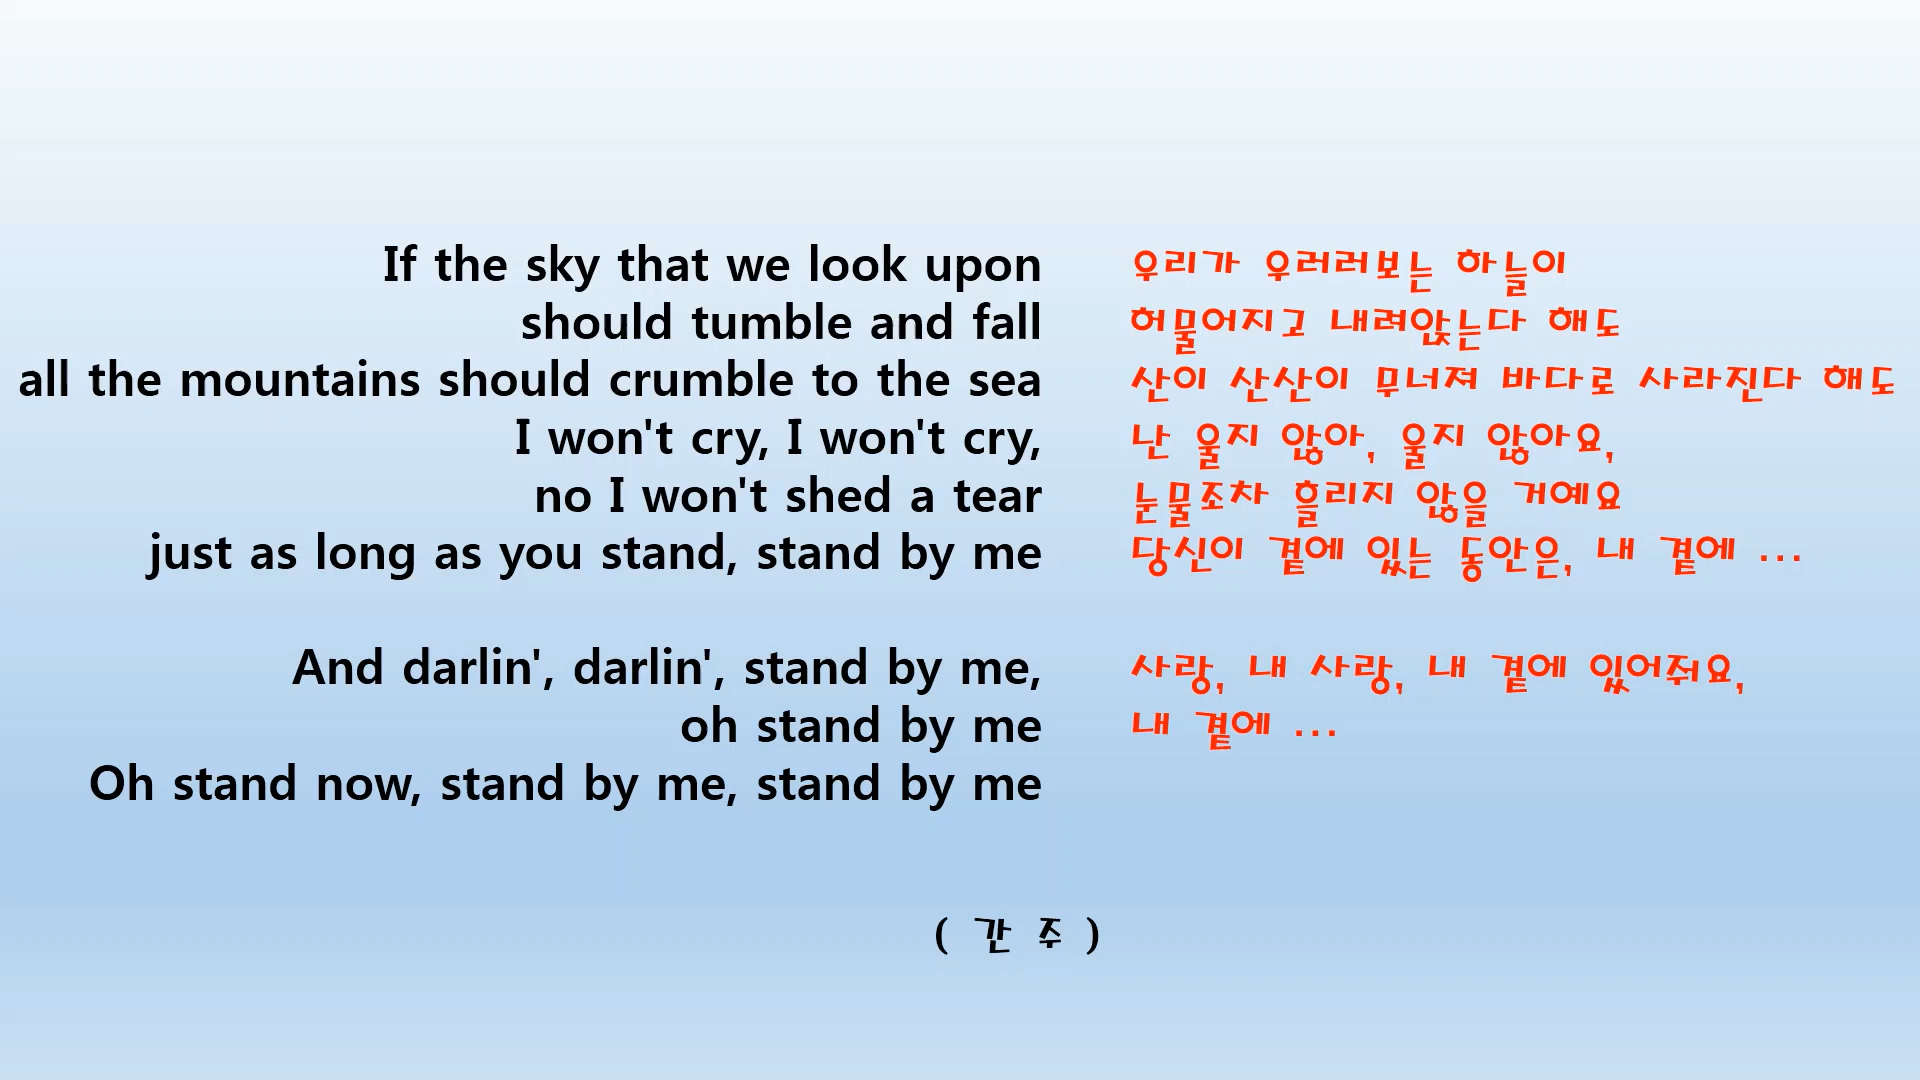 If the sky that we look upon 우리가 우러러보는 하늘이
should tumble and fall 허물어지고 내려앉는다 해도
all the mountains should crumble to the sea 산이 산산이 무너져 바다로 사라진다 해도
I won't cry, I won't cry, 난 울지 않아, 울지 않아요,
no I won't shed a tear 눈물조차 흘리지 않을 거예요
just as long as you stand, stand by me 당신이 곁에 있는 동안은, 내 곁에 ...
And darlin', darlin', stand by me, 사랑, 내 사랑, 내 곁에 있어줘요,
oh stand by me 내 곁에 ...
Oh stand now, stand by me, stand by me
( 간 주 )